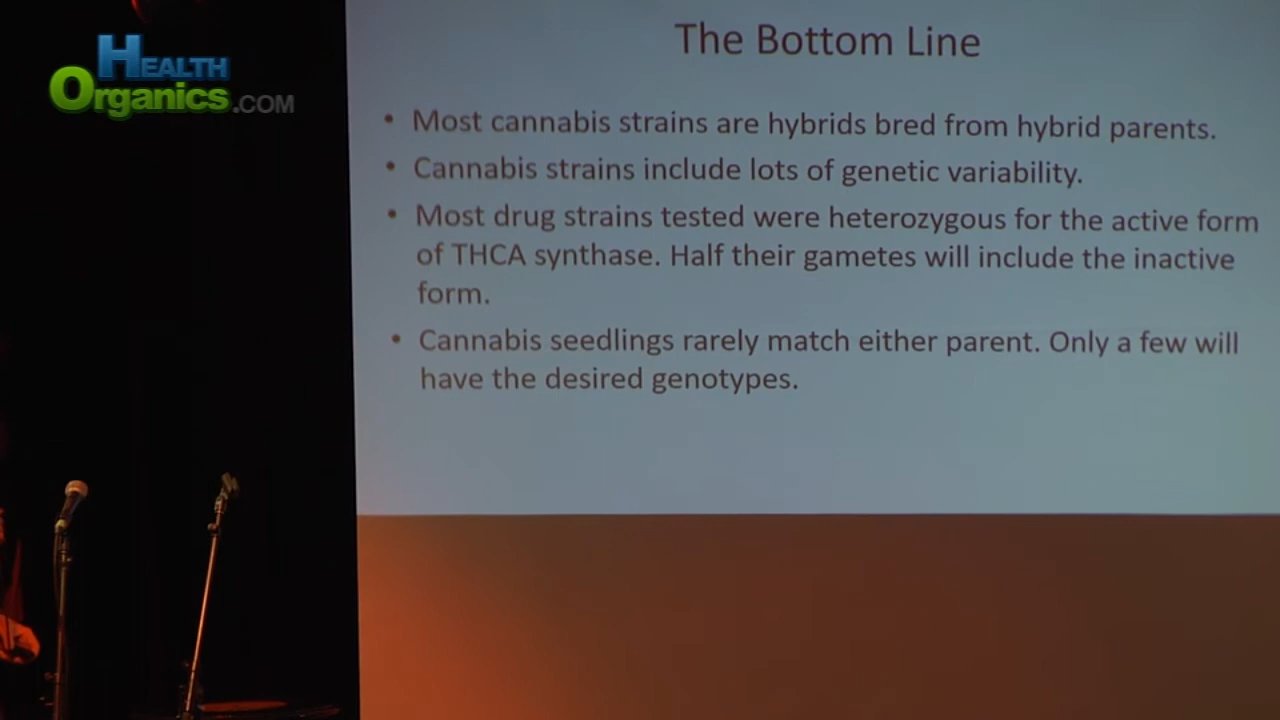 HEALTH
ORGANICS.COM
The Bottom Line
• Most cannabis strains are hybrids bred from hybrid parents.
• Cannabis strains include lots of genetic variability.
• Most drug strains tested were heterozygous for the active form
of THCA synthase. Half their gametes will include the inactive
form.
• Cannabis seedlings rarely match either parent. Only a few will
have the desired genotypes.